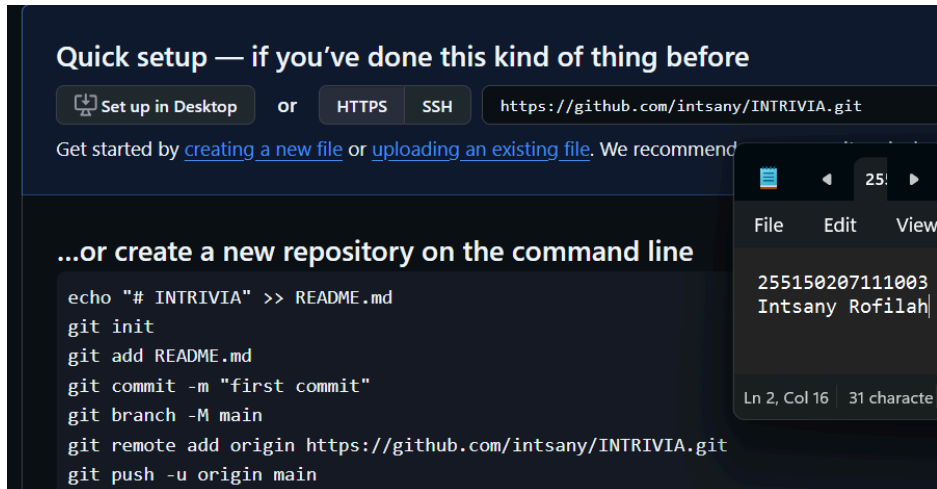 Quick setup — if you've done this kind of thing before
Set up in Desktop or HTTPS SSH https://github.com/intsany/INTRIVIA.git
Get started by creating a new file or uploading an existing file. We recommend
...or create a new repository on the command line
echo "# INTRIVIA" >> README.md
git init
git add README.md
git commit -m "first commit"
git branch -M main
git remote add origin https://github.com/intsany/INTRIVIA.git
git push -u origin main
File Edit View
255150207111003
Intsany Rofilah
Ln 2, Col 16 31 characte